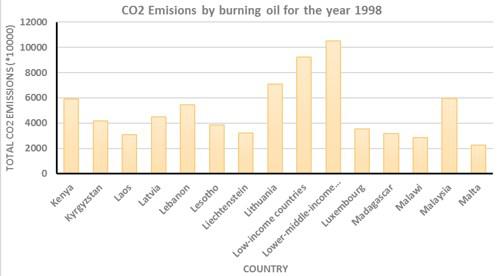 CO2 Emisions by burning oil for the year 1998
TOTAL CO2 EMISSIONS (*10000)
12000
10000
8000
6000
4000
2000
0
Kenya
Kyrgyzstan
Laos
Latvia
Lebanon
Lesotho
Liechtenstein
Lithuania
Low-income countries
Lower-middle-income...
Luxembourg
Madagascar
Malawi
Malaysia
Malta
COUNTRY